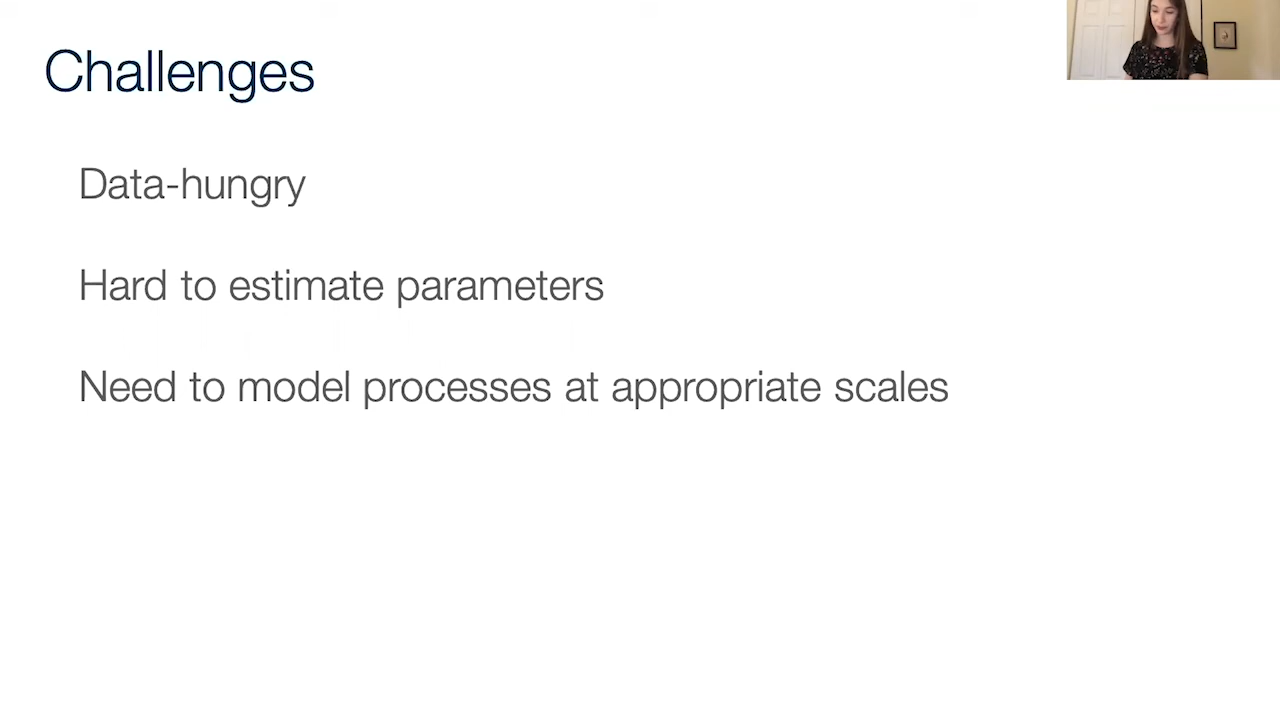 Challenges
Data-hungry
Hard to estimate parameters
Need to model processes at appropriate scales